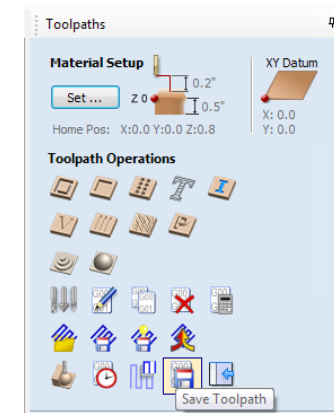 Toolpaths
Material Setup
XY Datum
0.2"
Set ...
Z 0
0.5"
X: 0.0
Home Pos: X:0.0 Y:0.0 Z:0.8
Y: 0.0
Toolpath Operations
Save Toolpath